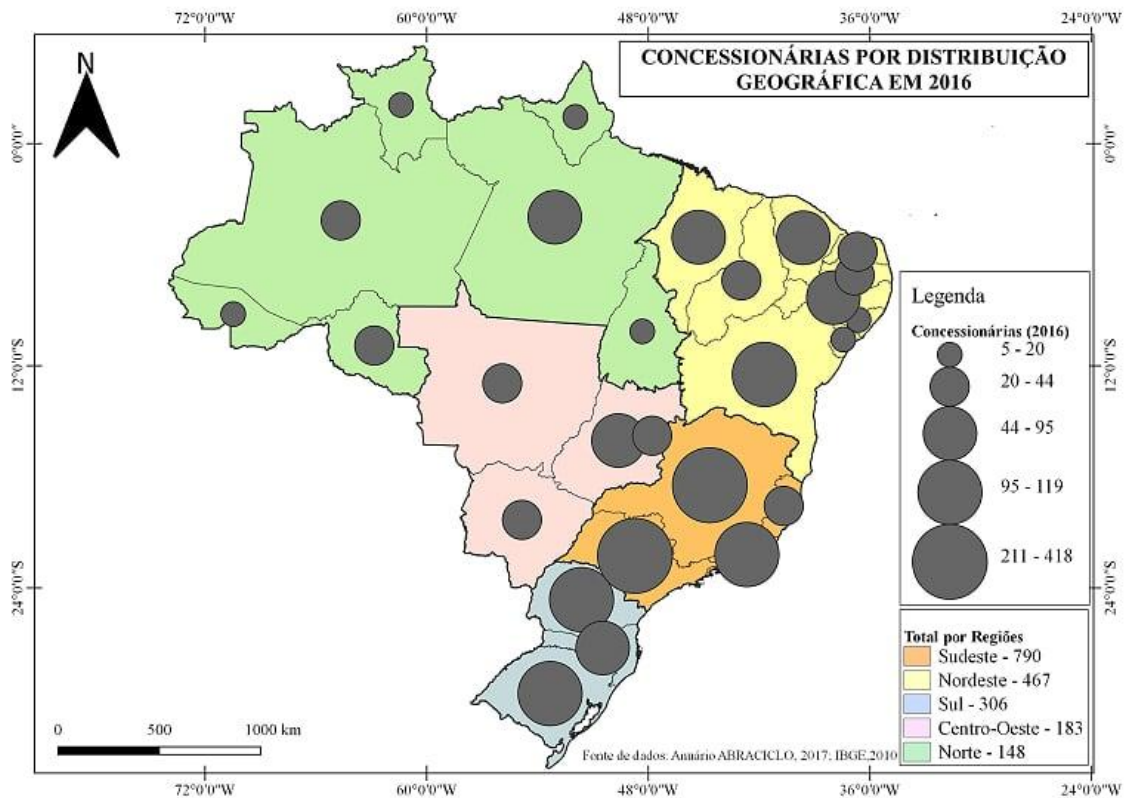 72°0'0"W 60°0'0"W 48°0'0"W 36°0'0"W 24°0'0"W
N
CONCESSIONÁRIAS POR DISTRIBUIÇÃO
GEOGRÁFICA EM 2016
0°0'0" 0°0'0"
Legenda
Concessionárias (2016)
5 - 20
20 - 44
44 - 95
95 - 119
211 - 418
12°0'0"S 12°0'0"S
24°0'0"S 24°0'0"S
Total por Regiões
Sudeste - 790
Nordeste - 467
Sul - 306
Centro-Oeste - 183
Norte - 148
0 500 1000 km
Fonte de dados: Anuário ABRACICLO, 2017; IBGE,2010
72°0'0"W 60°0'0"W 48°0'0"W 36°0'0"W 24°0'0"W